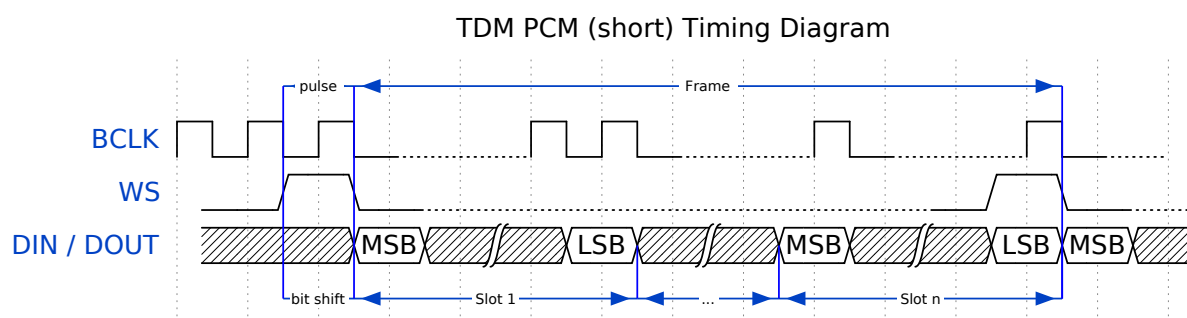 TDM PCM (short) Timing Diagram
pulse Frame
BCLK
WS
DIN / DOUT MSB LSB MSB LSB MSB
bit shift Slot 1 ... Slot n